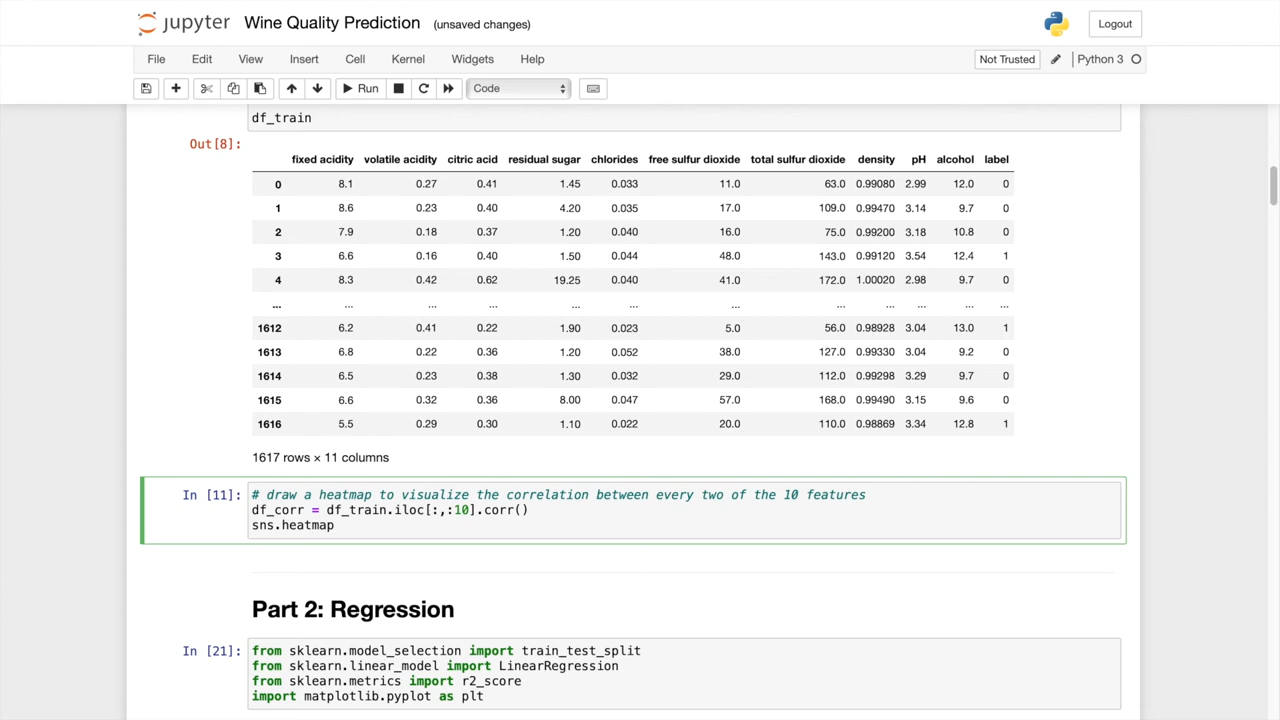 jupyter Wine Quality Prediction (unsaved changes) Logout
File Edit View Insert Cell Kernel Widgets Help Not Trusted Python 3
Run Code
df_train
Out[8]:
fixed acidity volatile acidity citric acid residual sugar chlorides free sulfur dioxide total sulfur dioxide density pH alcohol label
0 8.1 0.27 0.41 1.45 0.033 11.0 63.0 0.99080 2.99 12.0 0
1 8.6 0.23 0.40 4.20 0.035 17.0 109.0 0.99470 3.14 9.7 0
2 7.9 0.18 0.37 1.20 0.040 16.0 75.0 0.99200 3.18 10.8 0
3 6.6 0.16 0.40 1.50 0.044 48.0 143.0 0.99120 3.54 12.4 1
4 8.3 0.42 0.62 19.25 0.040 41.0 172.0 1.00020 2.98 9.7 0
... ... ... ... ... ... ... ... ... ... ... ...
1612 6.2 0.41 0.22 1.90 0.023 5.0 56.0 0.98928 3.04 13.0 1
1613 6.8 0.22 0.36 1.20 0.052 38.0 127.0 0.99330 3.04 9.2 0
1614 6.5 0.23 0.38 1.30 0.032 29.0 112.0 0.99298 3.29 9.7 0
1615 6.6 0.32 0.36 8.00 0.047 57.0 168.0 0.99490 3.15 9.6 0
1616 5.5 0.29 0.30 1.10 0.022 20.0 110.0 0.98869 3.34 12.8 1
1617 rows × 11 columns
In [11]: # draw a heatmap to visualize the correlation between every two of the 10 features
df_corr = df_train.iloc[:,:10].corr()
sns.heatmap
Part 2: Regression
In [21]: from sklearn.model_selection import train_test_split
from sklearn.linear_model import LinearRegression
from sklearn.metrics import r2_score
import matplotlib.pyplot as plt